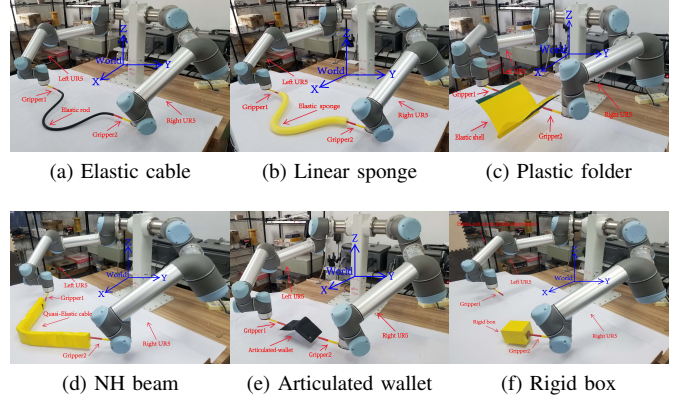 Z
World
Y
X
Left UR5
Elastic rod
Gripper1
Gripper2
Right UR5
(a) Elastic cable
Z
World
Y
X
Left UR5
Gripper1
Elastic sponge
Gripper2
Right UR5
(b) Linear sponge
Z
World
Y
X
Gripper1
Elastic shell
Gripper2
Right UR5
(c) Plastic folder
Z
World
Y
X
Left UR5
Gripper1
Quasi-Elastic cable
Gripper2
Right UR5
(d) NH beam
Z
World
Y
X
Left UR5
Gripper1
Articulated-wallet
Gripper2
Right UR5
(e) Articulated wallet
Z
World
Y
X
Left UR5
Gripper1
Rigid box
Gripper2
Right UR5
(f) Rigid box